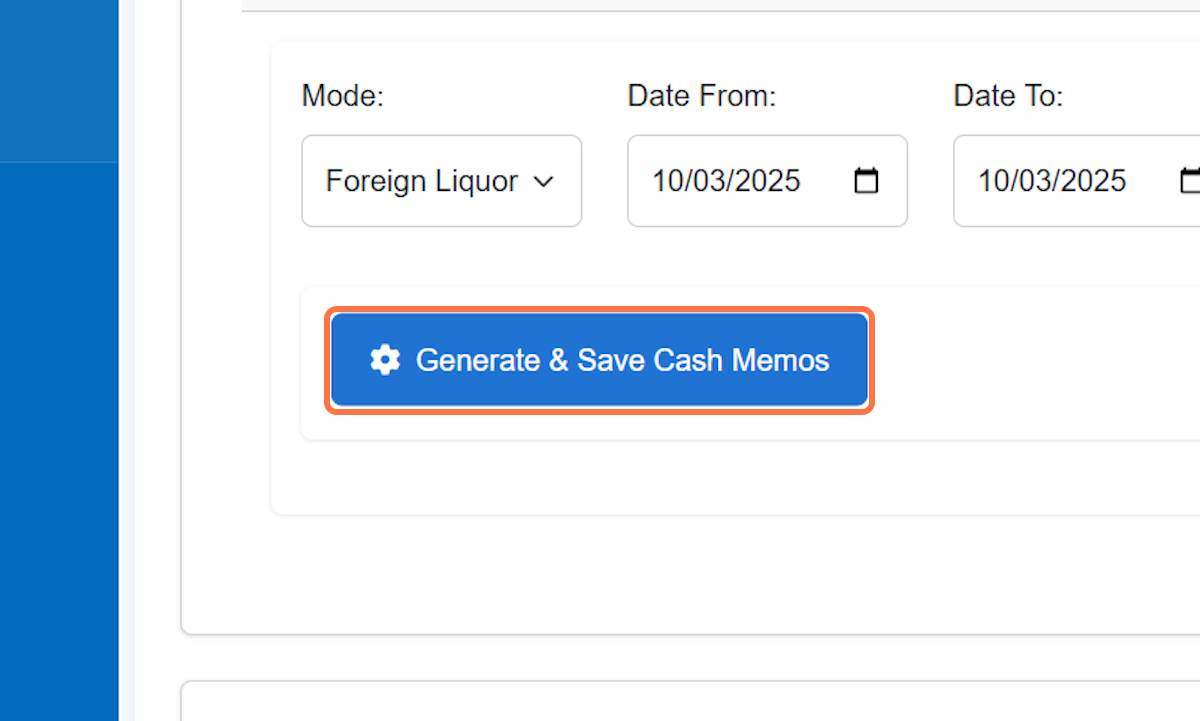 Mode: Date From: Date To:
Foreign Liquor 10/03/2025 10/03/2025
Generate & Save Cash Memos